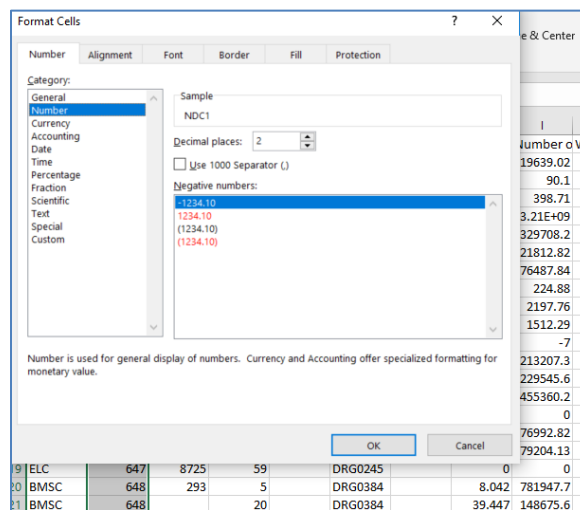 Format Cells
? ×
e & Center
Number Alignment Font Border Fill Protection
Category:
General
Number
Currency
Accounting
Date
Time
Percentage
Fraction
Scientific
Text
Special
Custom
Sample
NDC1
Decimal places: 2
Use 1000 Separator (,)
Negative numbers:
-1234.10
1234.10
(1234.10)
(1234.10)
Number is used for general display of numbers. Currency and Accounting offer specialized formatting for
monetary value.
OK Cancel
I
Number o W
19639.02
90.1
398.71
3.21E+09
329708.2
21812.82
76487.84
224.88
2197.76
1512.29
-7
213207.3
229545.6
455360.2
0
76992.82
79204.13
19 ELC 647 8725 59 DRG0245 0 0
20 BMSC 648 293 5 DRG0384 8.042 781947.7
21 BMSC 648 20 DRG0384 39.447 148675.6